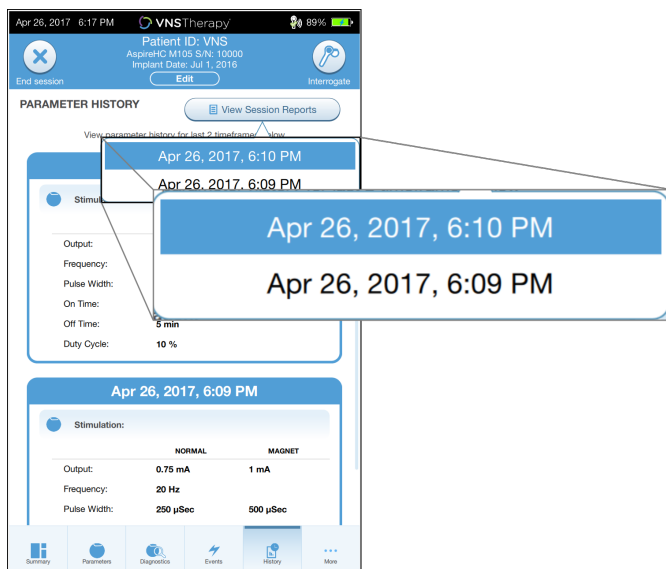 Apr 26, 2017 6:17 PM VNSTherapy 89%
Patient ID: VNS
AspireHC M105 S/N: 10000
Implant Date: Jul 1, 2016
Edit
End session
Interrogate
PARAMETER HISTORY
View Session Reports
View parameter history for last 2 timeframes below
Apr 26, 2017, 6:10 PM
Apr 26, 2017, 6:09 PM
Apr 26, 2017, 6:10 PM
Apr 26, 2017, 6:09 PM
Output:
Frequency:
Pulse Width:
On Time:
Off Time: 5 min
Duty Cycle: 10 %
Apr 26, 2017, 6:09 PM
Stimulation:
NORMAL MAGNET
Output: 0.75 mA 1 mA
Frequency: 20 Hz
Pulse Width: 250 µSec 500 µSec
Summary Parameters Diagnostics Events History More